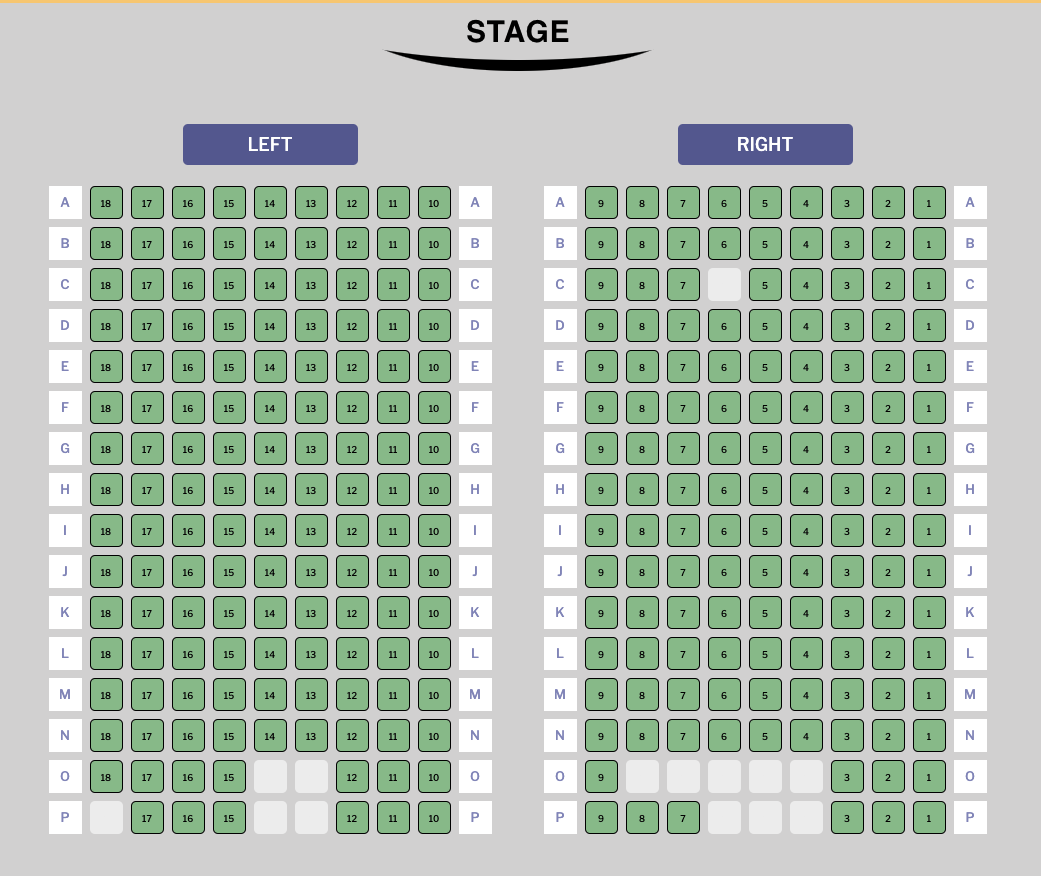 STAGE
LEFT RIGHT
A 18 17 16 15 14 13 12 11 10 A A 9 8 7 6 5 4 3 2 1 A
B 18 17 16 15 14 13 12 11 10 B B 9 8 7 6 5 4 3 2 1 B
C 18 17 16 15 14 13 12 11 10 C C 9 8 7 5 4 3 2 1 C
D 18 17 16 15 14 13 12 11 10 D D 9 8 7 6 5 4 3 2 1 D
E 18 17 16 15 14 13 12 11 10 E E 9 8 7 6 5 4 3 2 1 E
F 18 17 16 15 14 13 12 11 10 F F 9 8 7 6 5 4 3 2 1 F
G 18 17 16 15 14 13 12 11 10 G G 9 8 7 6 5 4 3 2 1 G
H 18 17 16 15 14 13 12 11 10 H H 9 8 7 6 5 4 3 2 1 H
I 18 17 16 15 14 13 12 11 10 I I 9 8 7 6 5 4 3 2 1 I
J 18 17 16 15 14 13 12 11 10 J J 9 8 7 6 5 4 3 2 1 J
K 18 17 16 15 14 13 12 11 10 K K 9 8 7 6 5 4 3 2 1 K
L 18 17 16 15 14 13 12 11 10 L L 9 8 7 6 5 4 3 2 1 L
M 18 17 16 15 14 13 12 11 10 M M 9 8 7 6 5 4 3 2 1 M
N 18 17 16 15 14 13 12 11 10 N N 9 8 7 6 5 4 3 2 1 N
O 18 17 16 15 12 11 10 O O 9 3 2 1 O
P 17 16 15 12 11 10 P P 9 8 7 3 2 1 P